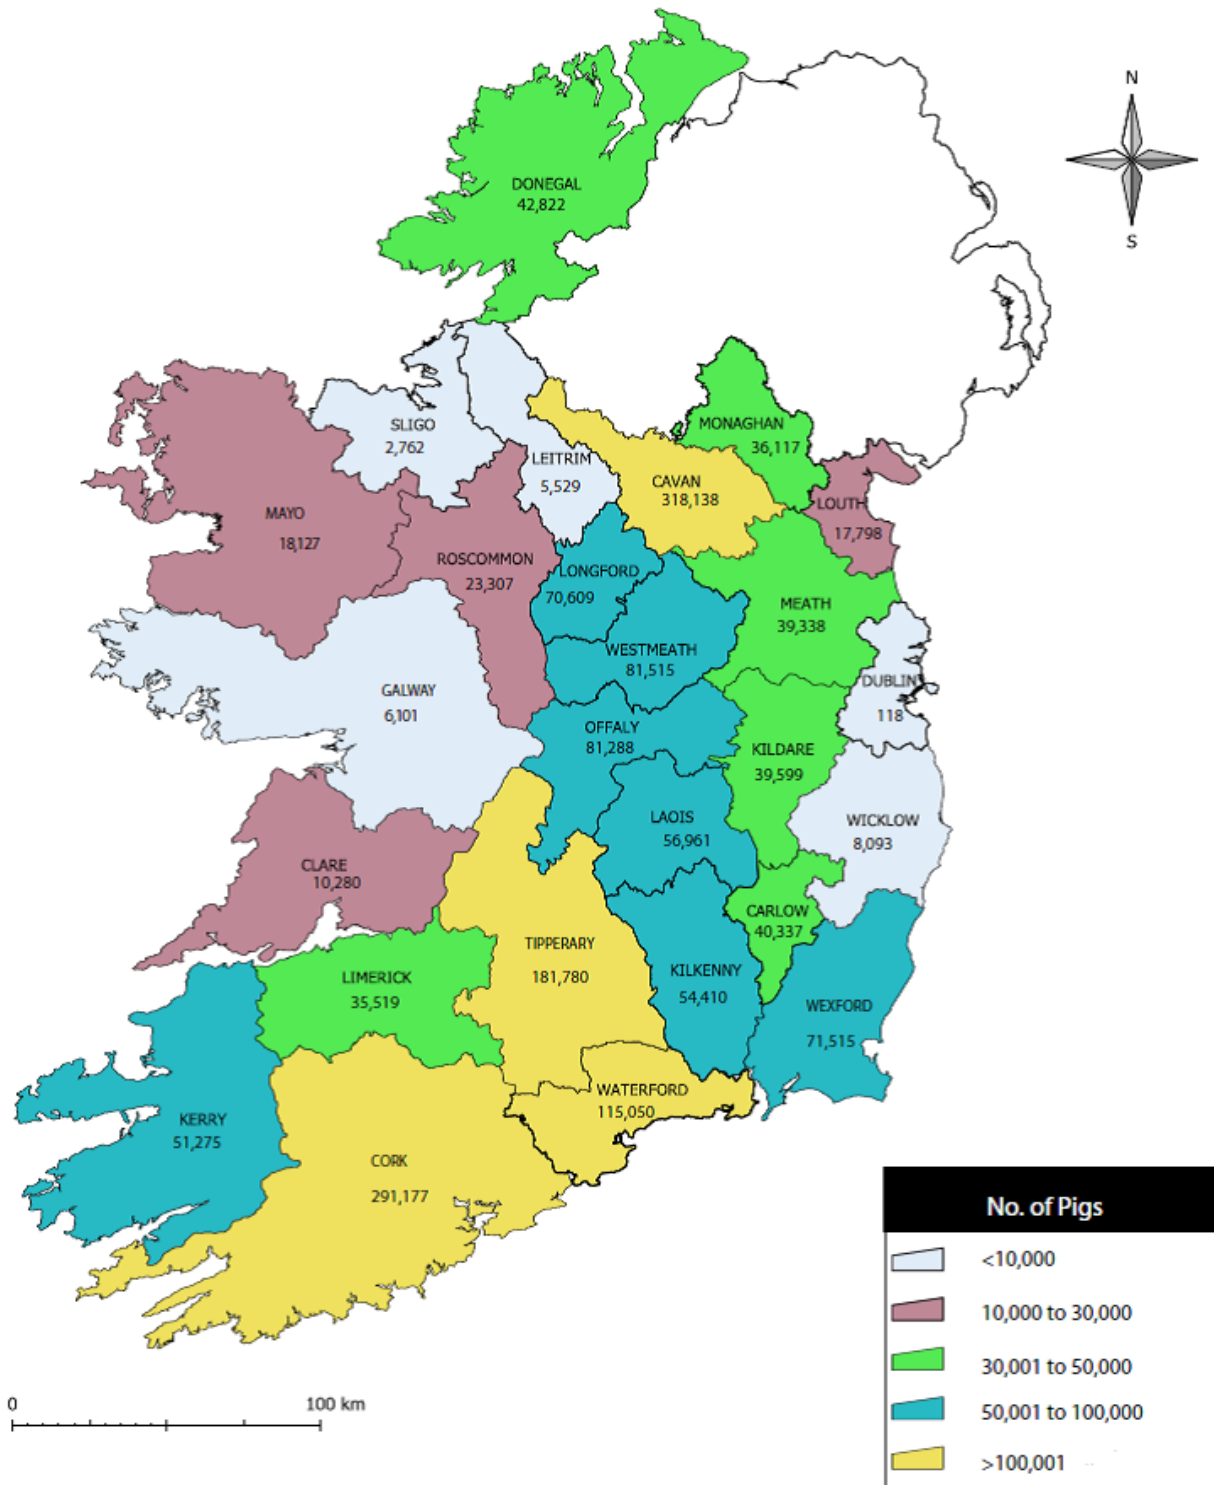 N
S
DONEGAL
42,822
SLIGO
2,762
LEITRIM
5,529
MONAGHAN
36,117
CAVAN
318,138
LOUTH
17,798
MAYO
18,127
ROSCOMMON
23,307
LONGFORD
70,609
MEATH
39,338
WESTMEATH
81,515
GALWAY
6,101
DUBLIN
118
OFFALY
81,288
KILDARE
39,599
LAOIS
56,961
WICKLOW
8,093
CLARE
10,280
CARLOW
40,337
TIPPERARY
181,780
LIMERICK
35,519
KILKENNY
54,410
WEXFORD
71,515
WATERFORD
115,050
KERRY
51,275
CORK
291,177
No. of Pigs
<10,000
10,000 to 30,000
30,001 to 50,000
50,001 to 100,000
>100,001
0 100 km